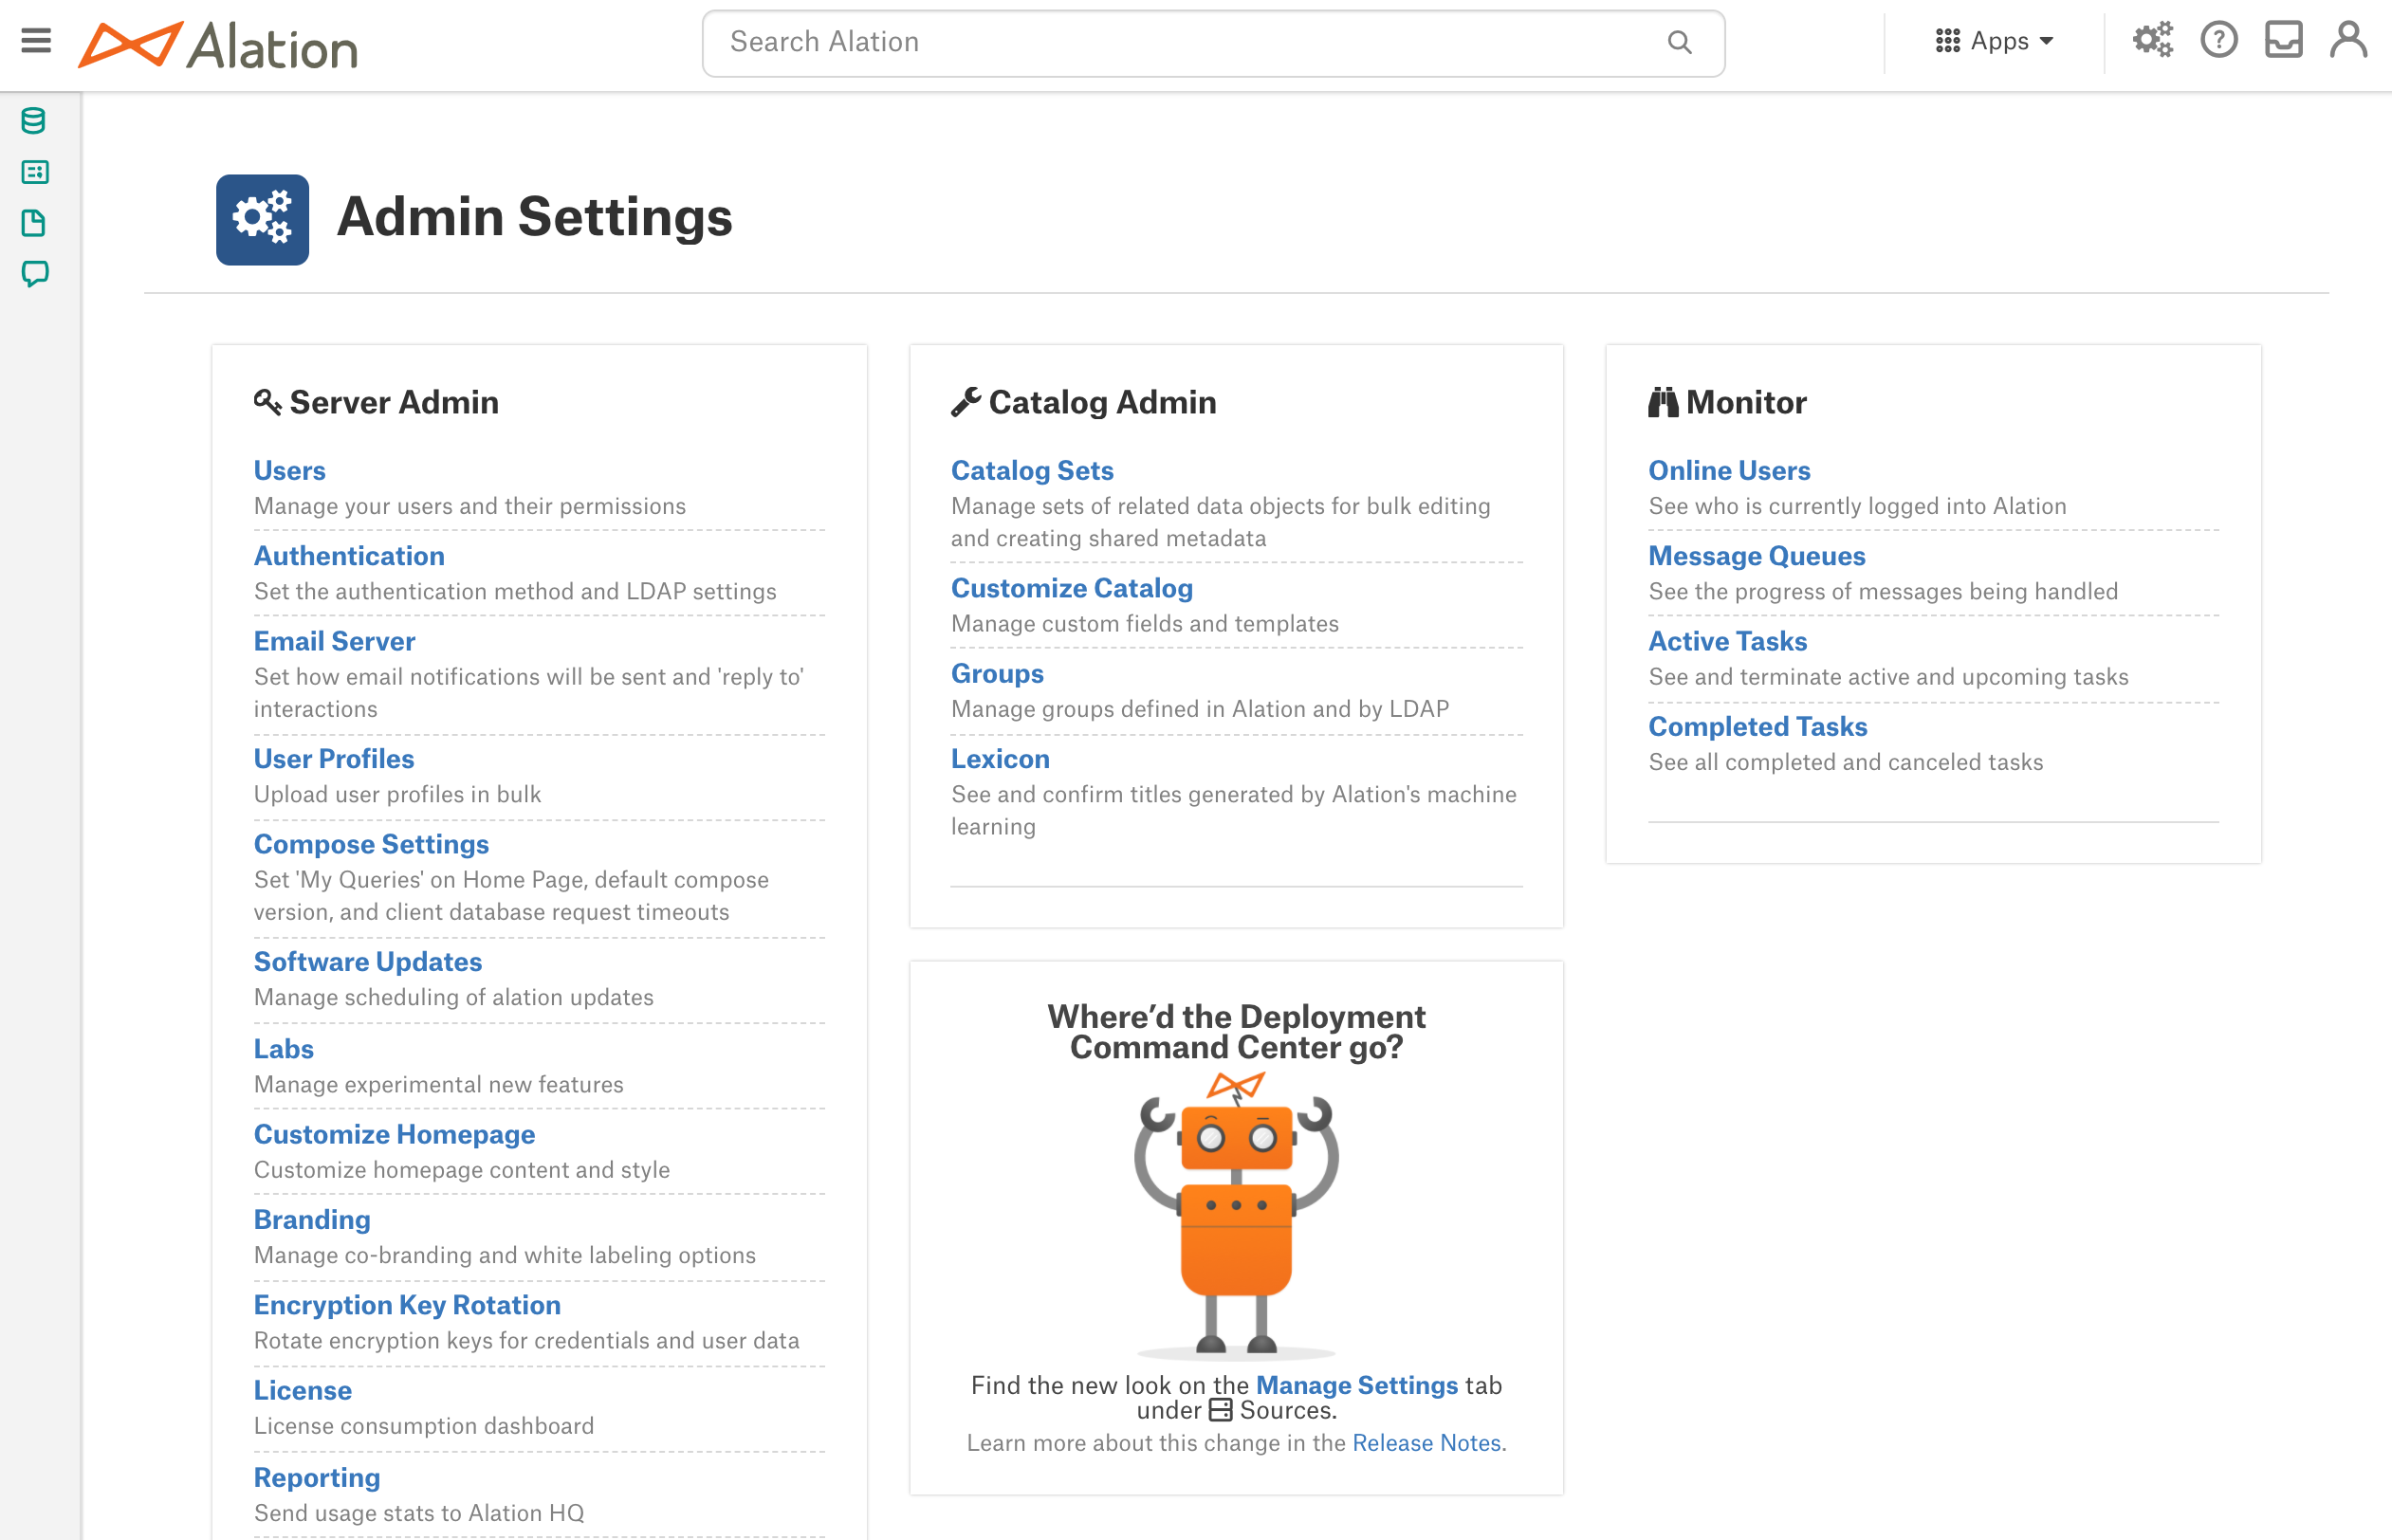 Alation
Search Alation
Apps
Admin Settings
Server Admin
Users
Manage your users and their permissions
Authentication
Set the authentication method and LDAP settings
Email Server
Set how email notifications will be sent and 'reply to'
interactions
User Profiles
Upload user profiles in bulk
Compose Settings
Set 'My Queries' on Home Page, default compose
version, and client database request timeouts
Software Updates
Manage scheduling of alation updates
Labs
Manage experimental new features
Customize Homepage
Customize homepage content and style
Branding
Manage co-branding and white labeling options
Encryption Key Rotation
Rotate encryption keys for credentials and user data
License
License consumption dashboard
Reporting
Send usage stats to Alation HQ
Catalog Admin
Catalog Sets
Manage sets of related data objects for bulk editing
and creating shared metadata
Customize Catalog
Manage custom fields and templates
Groups
Manage groups defined in Alation and by LDAP
Lexicon
See and confirm titles generated by Alation's machine
learning
Where’d the Deployment
Command Center go?
Find the new look on the Manage Settings tab
under Sources.
Learn more about this change in the Release Notes.
Monitor
Online Users
See who is currently logged into Alation
Message Queues
See the progress of messages being handled
Active Tasks
See and terminate active and upcoming tasks
Completed Tasks
See all completed and canceled tasks